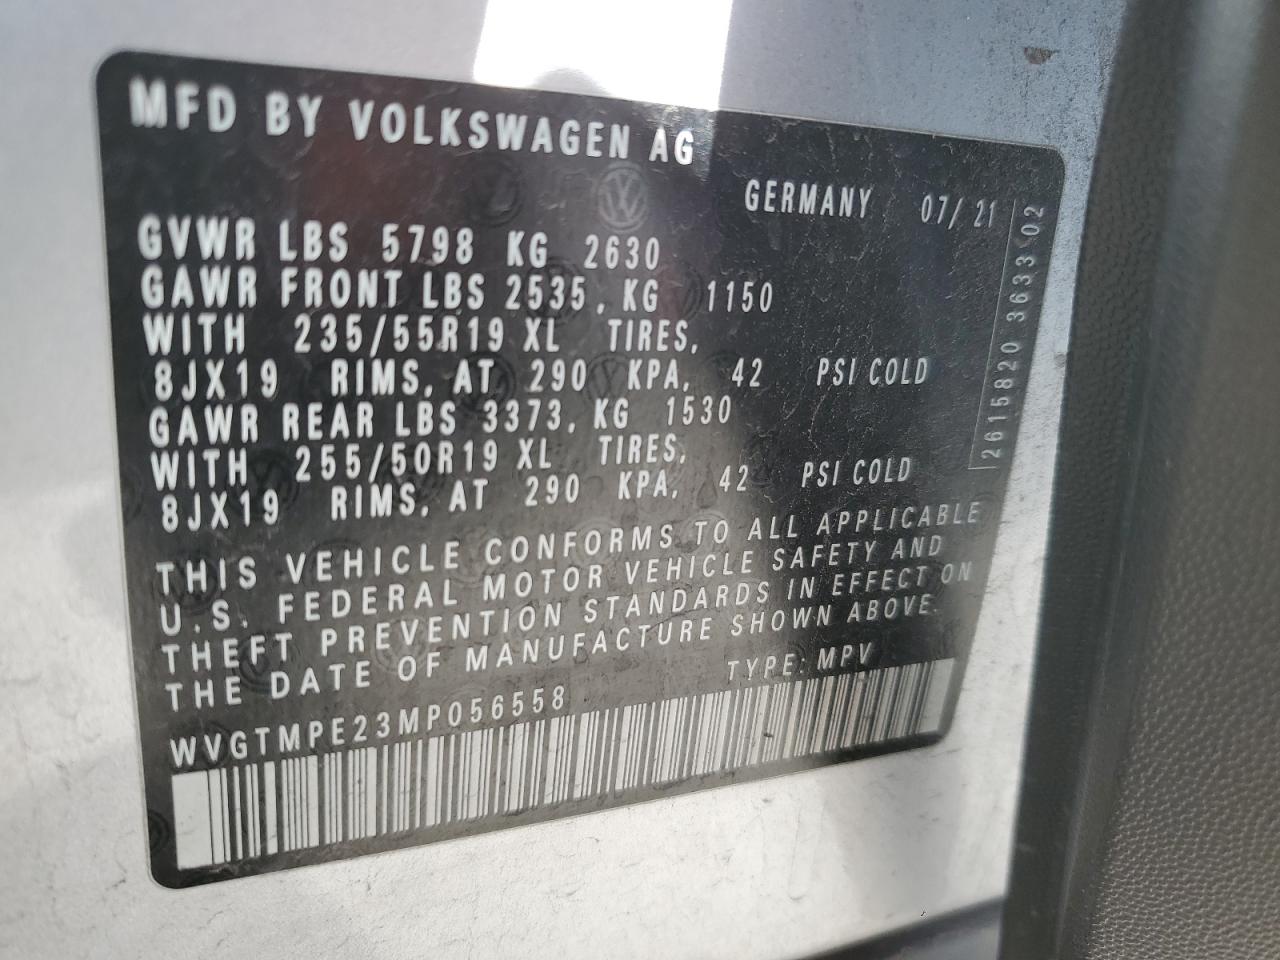 MFD BY VOLKSWAGEN AG
GERMANY 07/21
GVWR LBS 5798 KG 2630
GAWR FRONT LBS 2535, KG 1150
WITH 235/55R19 XL TIRES,
8JX19 RIMS, AT 290 KPA, 42 PSI COLD
GAWR REAR LBS 3373, KG 1530
WITH 255/50R19 XL TIRES,
8JX19 RIMS, AT 290 KPA, 42 PSI COLD
THIS VEHICLE CONFORMS TO ALL APPLICABLE
U.S. FEDERAL MOTOR VEHICLE SAFETY AND
THEFT PREVENTION STANDARDS IN EFFECT ON
THE DATE OF MANUFACTURE SHOWN ABOVE.
WVGTMPE23MP056558 TYPE: MPV
2615820 3633 02